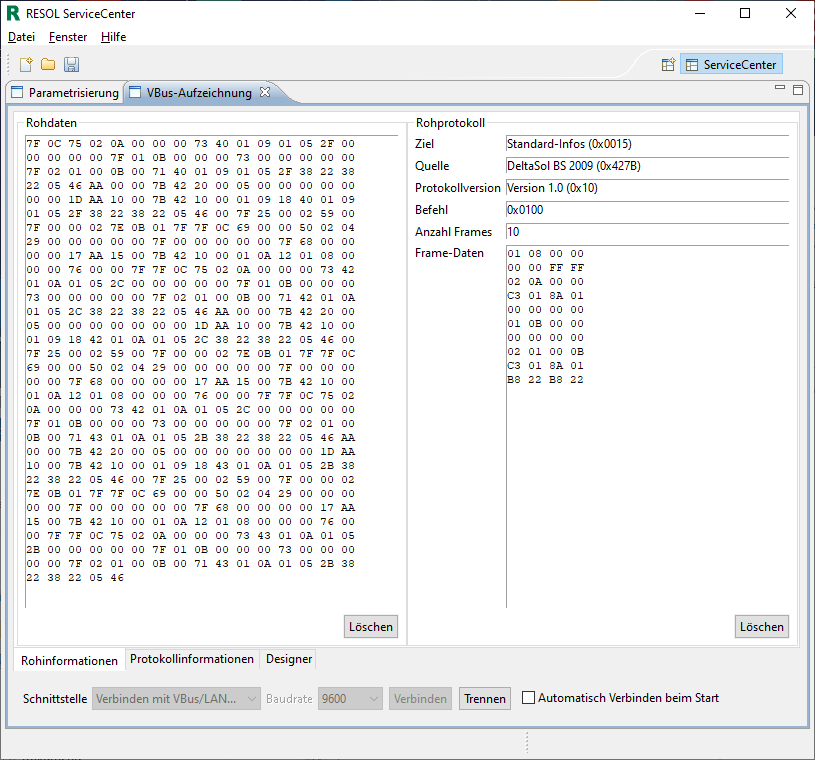 RESOL ServiceCenter
Datei Fenster Hilfe
ServiceCenter
Parametrisierung VBus-Aufzeichnung
Rohdaten
7F 0C 75 02 0A 00 00 00 73 40 01 09 01 05 2F 00
00 00 00 00 7F 01 0B 00 00 00 73 00 00 00 00 00
7F 02 01 00 0B 00 71 40 01 09 01 05 2F 38 22 38
22 05 46 AA 00 00 7B 42 20 00 05 00 00 00 00 00
00 00 1D AA 10 00 7B 42 10 00 01 09 18 40 01 09
01 05 2F 38 22 38 22 05 46 00 7F 25 00 02 59 00
7F 00 00 02 7E 0B 01 7F 7F 0C 69 00 00 50 02 04
29 00 00 00 00 00 7F 00 00 00 00 00 7F 68 00 00
00 00 17 AA 15 00 7B 42 10 00 01 0A 12 01 08 00
00 00 76 00 00 7F 7F 0C 75 02 0A 00 00 00 73 42
01 0A 01 05 2C 00 00 00 00 00 7F 01 0B 00 00 00
73 00 00 00 00 00 7F 02 01 00 0B 00 71 42 01 0A
01 05 2C 38 22 38 22 05 46 AA 00 00 7B 42 20 00
05 00 00 00 00 00 00 00 1D AA 10 00 7B 42 10 00
01 09 18 42 01 0A 01 05 2C 38 22 38 22 05 46 00
7F 25 00 02 59 00 7F 00 00 02 7E 0B 01 7F 7F 0C
69 00 00 50 02 04 29 00 00 00 00 00 7F 00 00 00
00 00 7F 68 00 00 00 00 17 AA 15 00 7B 42 10 00
01 0A 12 01 08 00 00 00 76 00 00 7F 7F 0C 75 02
0A 00 00 00 73 42 01 0A 01 05 2C 00 00 00 00 00
7F 01 0B 00 00 00 73 00 00 00 00 00 7F 02 01 00
0B 00 71 43 01 0A 01 05 2B 38 22 38 22 05 46 AA
00 00 7B 42 20 00 05 00 00 00 00 00 00 00 1D AA
10 00 7B 42 10 00 01 09 18 43 01 0A 01 05 2B 38
22 38 22 05 46 00 7F 25 00 02 59 00 7F 00 00 02
7E 0B 01 7F 7F 0C 69 00 00 50 02 04 29 00 00 00
00 00 7F 00 00 00 00 00 7F 68 00 00 00 00 17 AA
15 00 7B 42 10 00 01 0A 12 01 08 00 00 00 76 00
00 7F 7F 0C 75 02 0A 00 00 00 73 43 01 0A 01 05
2B 00 00 00 00 00 7F 01 0B 00 00 00 73 00 00 00
00 00 7F 02 01 00 0B 00 71 43 01 0A 01 05 2B 38
22 38 22 05 46
Löschen
Rohprotokoll
Ziel Standard-Infos (0x0015)
Quelle DeltaSol BS 2009 (0x427B)
Protokollversion Version 1.0 (0x10)
Befehl 0x0100
Anzahl Frames 10
Frame-Daten 01 08 00 00
00 00 FF FF
02 0A 00 00
C3 01 8A 01
00 00 00 00
01 0B 00 00
00 00 00 00
02 01 00 0B
C3 01 8A 01
B8 22 B8 22
Löschen
Rohinformationen Protokollinformationen Designer
Schnittstelle Verbinden mit VBus/LAN... Baudrate 9600 Verbinden Trennen Automatisch Verbinden beim Start